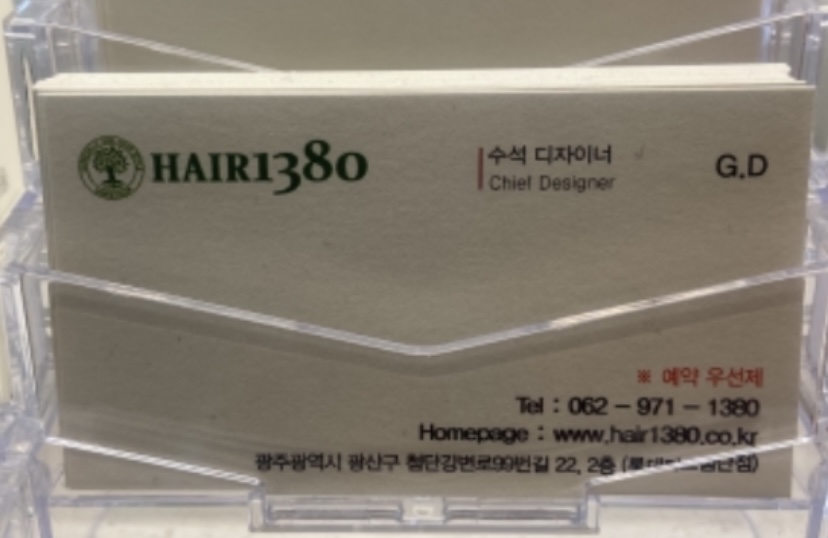 HAIR1380
수석 디자이너
Chief Designer
G.D
※ 예약 우선제
Tel : 062 - 971 - 1380
Homepage : www.hair1380.co.kr
광주광역시 광산구 첨단강변로99번길 22, 2층